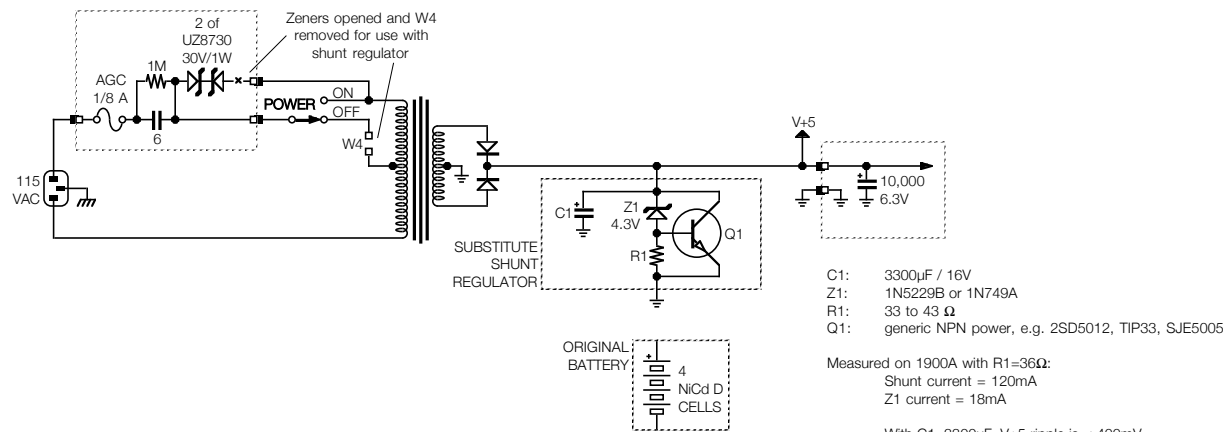 2 of
UZ8730
30V/1W
Zeners opened and W4
removed for use with
shunt regulator
1M
AGC
1/8 A
6
POWER
ON
OFF
W4
115
VAC
V+5
10,000
6.3V
+
C1
+
Z1
4.3V
Q1
R1
+
SUBSTITUTE
SHUNT
REGULATOR
C1: 3300µF / 16V
Z1: 1N5229B or 1N749A
R1: 33 to 43 Ω
Q1: generic NPN power, e.g. 2SD5012, TIP33, SJE5005
ORIGINAL
BATTERY
+
4
NiCd D
CELLS
Measured on 1900A with R1=36Ω:
Shunt current = 120mA
Z1 current = 18mA